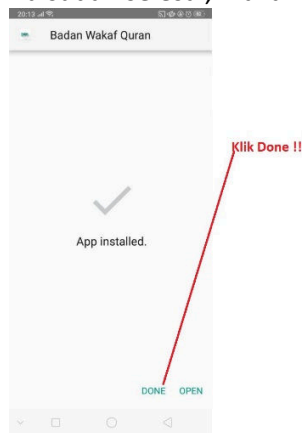 20:13
Badan Wakaf Quran
Klik Done !!
App installed.
DONE OPEN